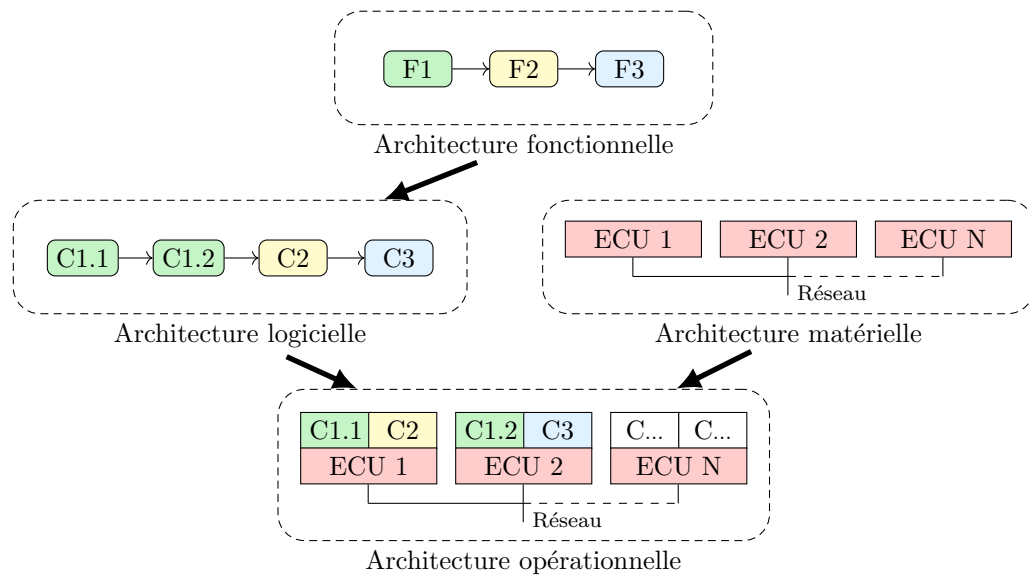 F1 F2 F3
Architecture fonctionnelle
C1.1 C1.2 C2 C3
Architecture logicielle
ECU 1 ECU 2 ECU N
Réseau
Architecture matérielle
C1.1 C2 C1.2 C3 C... C...
ECU 1 ECU 2 ECU N
Réseau
Architecture opérationnelle